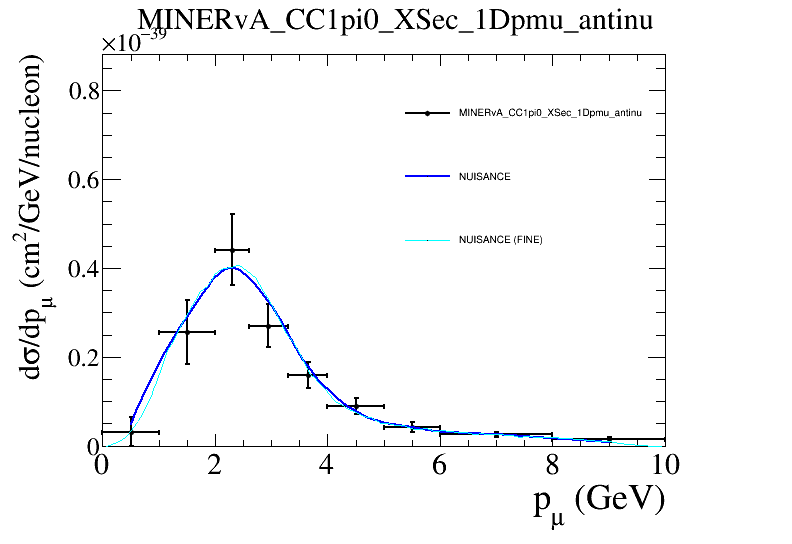 MINERvA_CC1pi0_XSec_1Dpmu_antinu
×10⁻³⁹
dσ/dp_μ (cm²/GeV/nucleon)
0.8
0.6
0.4
0.2
0
MINERvA_CC1pi0_XSec_1Dpmu_antinu
NUISANCE
NUISANCE (FINE)
0 2 4 6 8 10
p_μ (GeV)